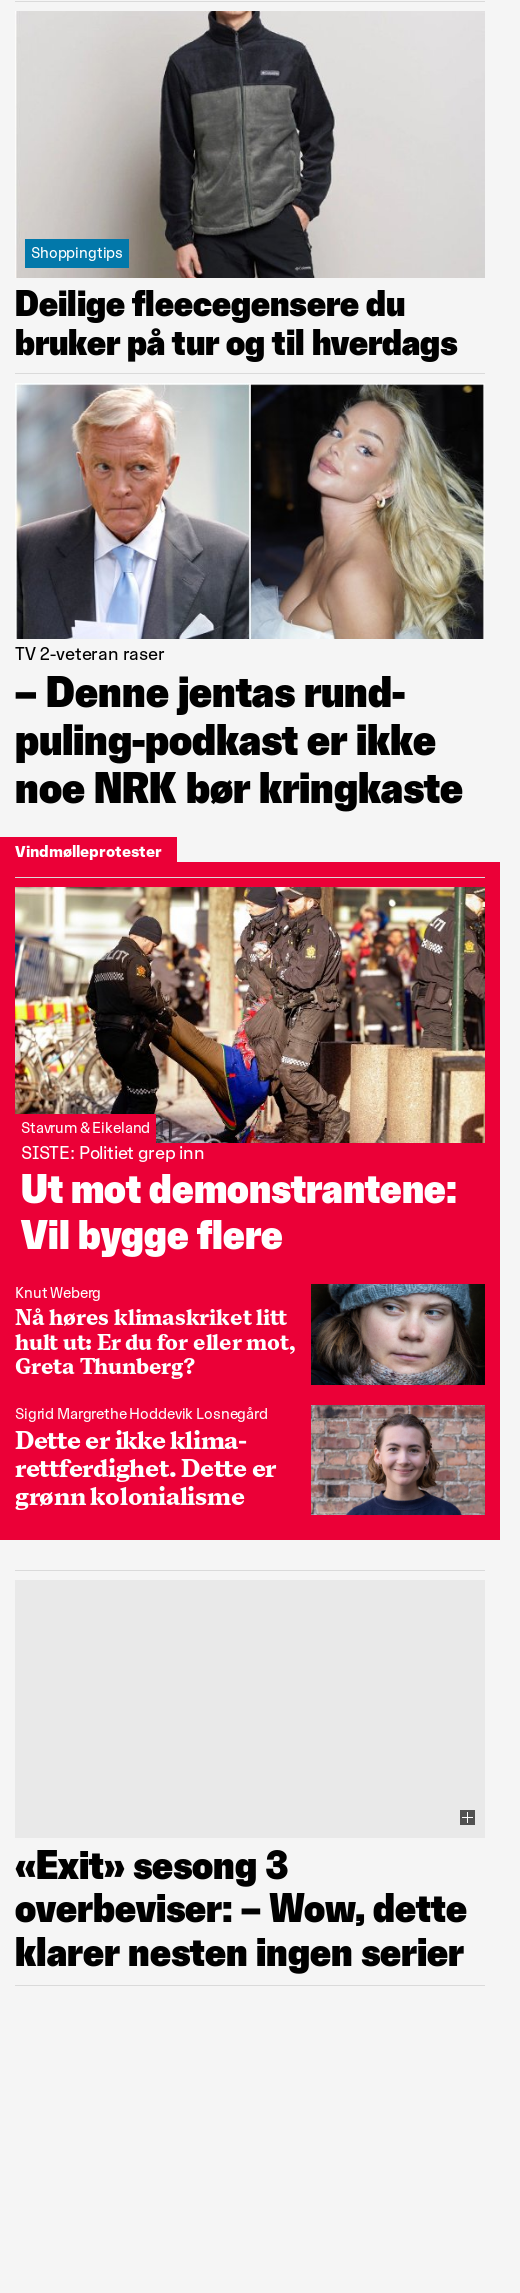 Shoppingtips
Deilige fleecegensere du
bruker på tur og til hverdags
TV 2-veteran raser
– Denne jentas rund-
puling-podkast er ikke
noe NRK bør kringkaste
Vindmølleprotester
Stavrum & Eikeland
SISTE: Politiet grep inn
Ut mot demonstrantene:
Vil bygge flere
Knut Weberg
Nå høres klimaskriket litt
hult ut: Er du for eller mot,
Greta Thunberg?
Sigrid Margrethe Hoddevik Losnegård
Dette er ikke klima-
rettferdighet. Dette er
grønn kolonialisme
«Exit» sesong 3
overbeviser: – Wow, dette
klarer nesten ingen serier